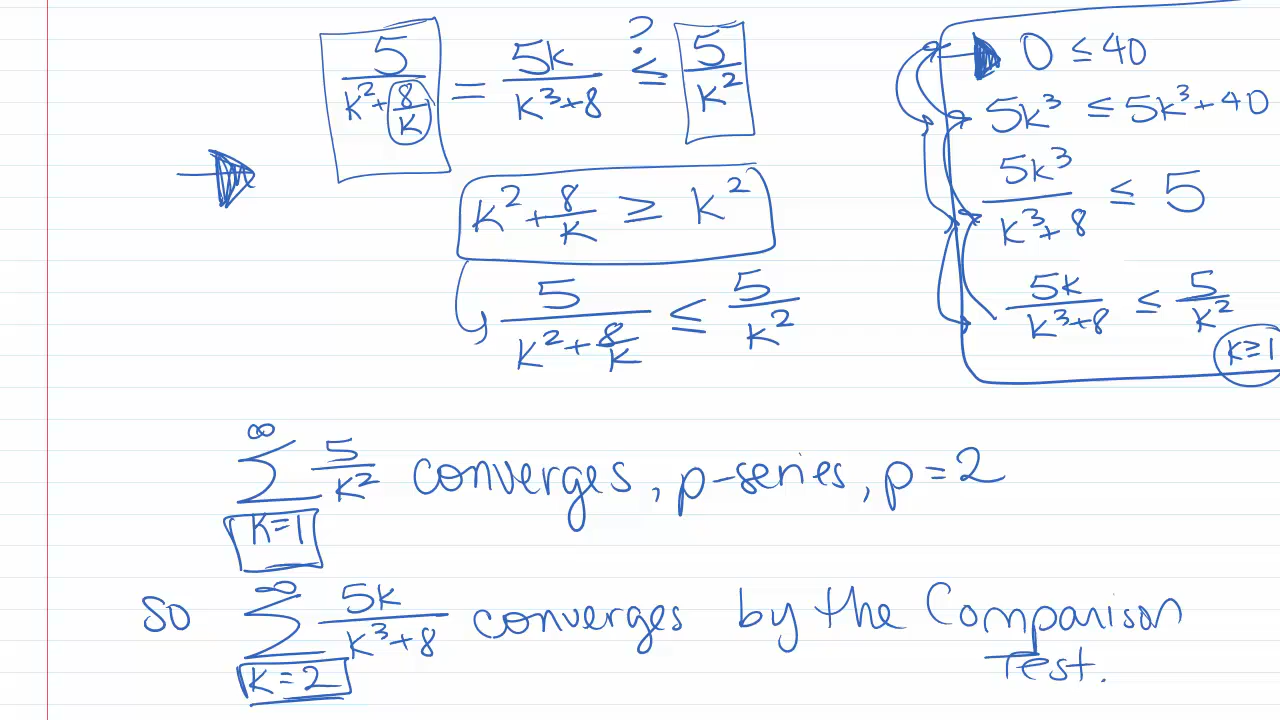 5/(k²+8/k) = 5k/(k³+8) ≤? 5/k²
k²+8/k ≥ k²
5/(k²+8/k) ≤ 5/k²
0 ≤ 40
5k³ ≤ 5k³+40
5k³/(k³+8) ≤ 5
5k/(k³+8) ≤ 5/k²
k≥1
∞ Σ k=1 5/k² converges, p-series, p=2
so ∞ Σ k=2 5k/(k³+8) converges by the Comparison
Test.